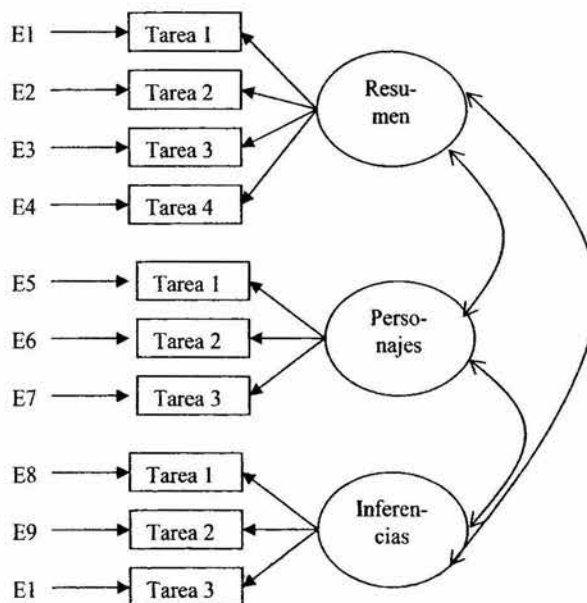 E1
Tarea 1
E2
Tarea 2
E3
Tarea 3
E4
Tarea 4
Resu-
men
E5
Tarea 1
E6
Tarea 2
E7
Tarea 3
Perso-
najes
E8
Tarea 1
E9
Tarea 2
E1
Tarea 3
Inferen-
cias